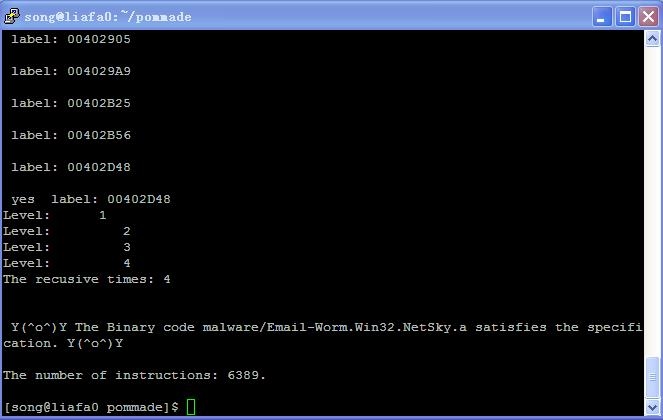 song@liafa0:~/pommade
label: 00402905
label: 004029A9
label: 00402B25
label: 00402B56
label: 00402D48
yes  label: 00402D48
Level:      1
Level:         2
Level:         3
Level:         4
The recusive times: 4
Y(^o^)Y The Binary code malware/Email-Worm.Win32.NetSky.a satisfies the specifi
cation. Y(^o^)Y
The number of instructions: 6389.
[song@liafa0 pommade]$